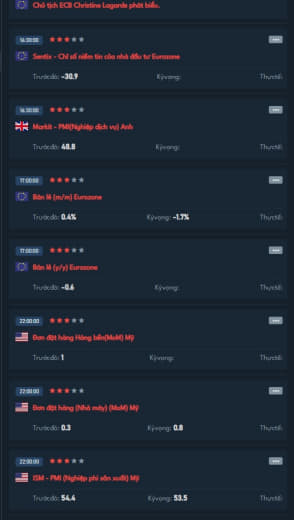 Chủ tịch ECB Christine Lagarde phát biểu.
16:30:00
Sentix - Chỉ số niềm tin của nhà đầu tư Eurozone
Trước đó: -30.9 Kỳ vọng: Thực tế:
16:30:00
Markit - PMI(Nghiệp dịch vụ) Anh
Trước đó: 48.8 Kỳ vọng: Thực tế:
17:00:00
Bán lẻ (m/m) Eurozone
Trước đó: 0.4% Kỳ vọng: -1.7% Thực tế:
17:00:00
Bán lẻ (y/y) Eurozone
Trước đó: -0.6 Kỳ vọng: Thực tế:
22:00:00
Đơn đặt hàng Hàng bền(MoM) Mỹ
Trước đó: 1 Kỳ vọng: Thực tế:
22:00:00
Đơn đặt hàng (Nhà máy) (MoM) Mỹ
Trước đó: 0.3 Kỳ vọng: 0.8 Thực tế:
22:00:00
ISM - PMI (Nghiệp phi sản xuất) Mỹ
Trước đó: 54.4 Kỳ vọng: 53.5 Thực tế: